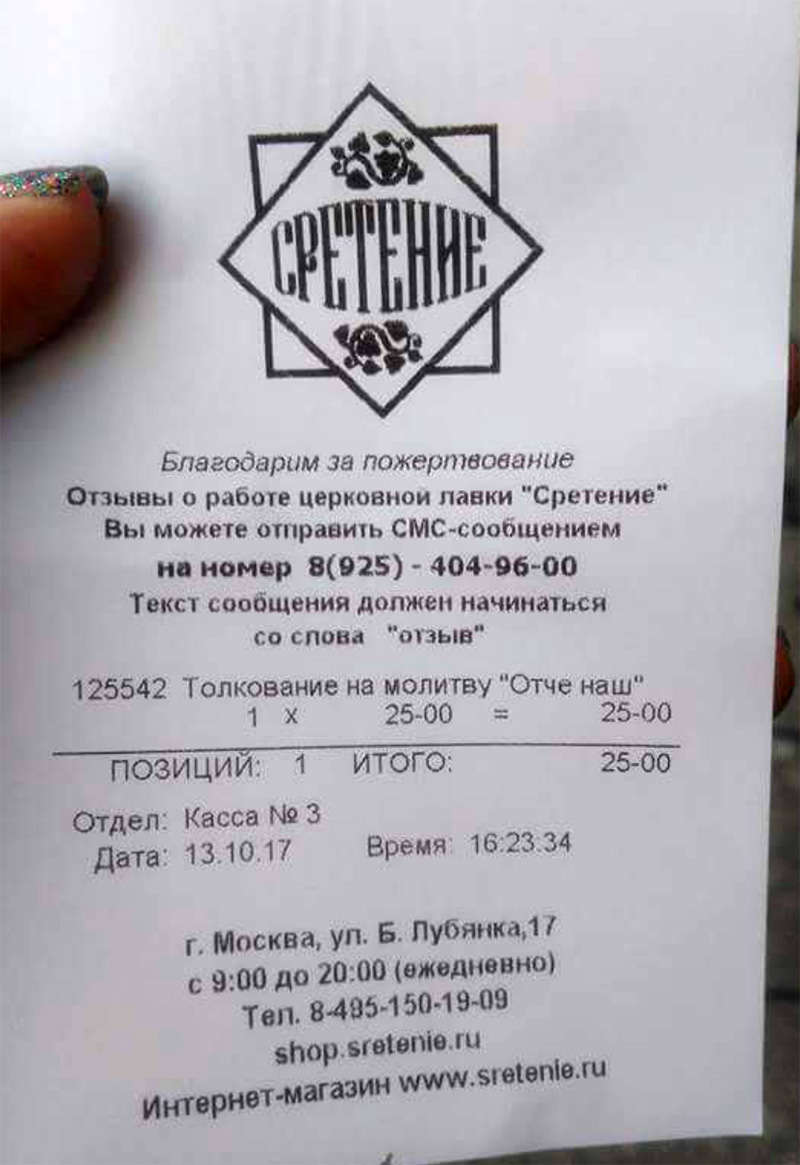 СРЕТЕНИЕ
Благодарим за пожертвование
Отзывы о работе церковной лавки "Сретение"
Вы можете отправить СМС-сообщением
на номер 8(925) - 404-96-00
Текст сообщения должен начинаться
со слова "отзыв"
125542 Толкование на молитву "Отче наш"
1 х 25-00 = 25-00
ПОЗИЦИЙ: 1 ИТОГО: 25-00
Отдел: Касса № 3
Дата: 13.10.17 Время: 16:23:34
г. Москва, ул. Б. Лубянка,17
с 9:00 до 20:00 (ежедневно)
Тел. 8-495-150-19-09
shop.sretenie.ru
Интернет-магазин www.sretenie.ru